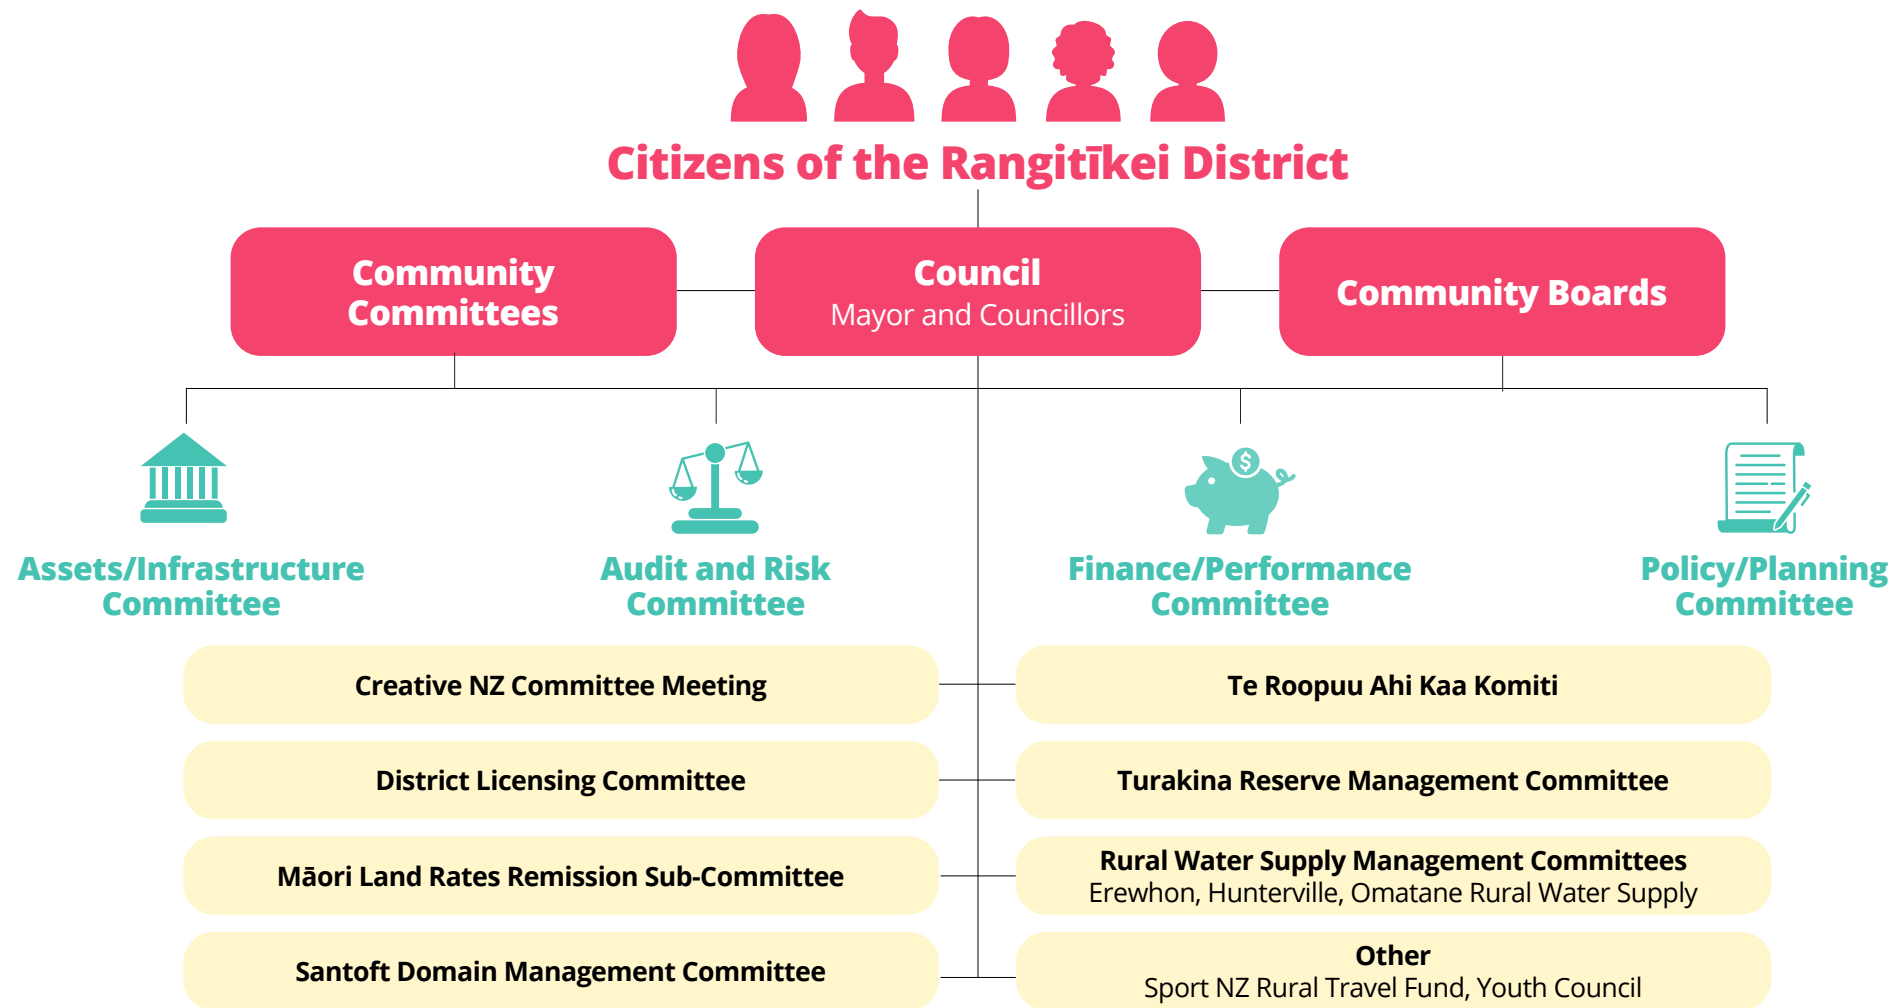 Citizens of the Rangitīkei District
Community
Committees
Council
Mayor and Councillors
Community Boards
$
Assets/Infrastructure
Committee
Audit and Risk
Committee
Finance/Performance
Committee
Policy/Planning
Committee
Creative NZ Committee Meeting
Te Roopuu Ahi Kaa Komiti
District Licensing Committee
Turakina Reserve Management Committee
Māori Land Rates Remission Sub-Committee
Rural Water Supply Management Committees
Erewhon, Hunterville, Omatane Rural Water Supply
Santoft Domain Management Committee
Other
Sport NZ Rural Travel Fund, Youth Council